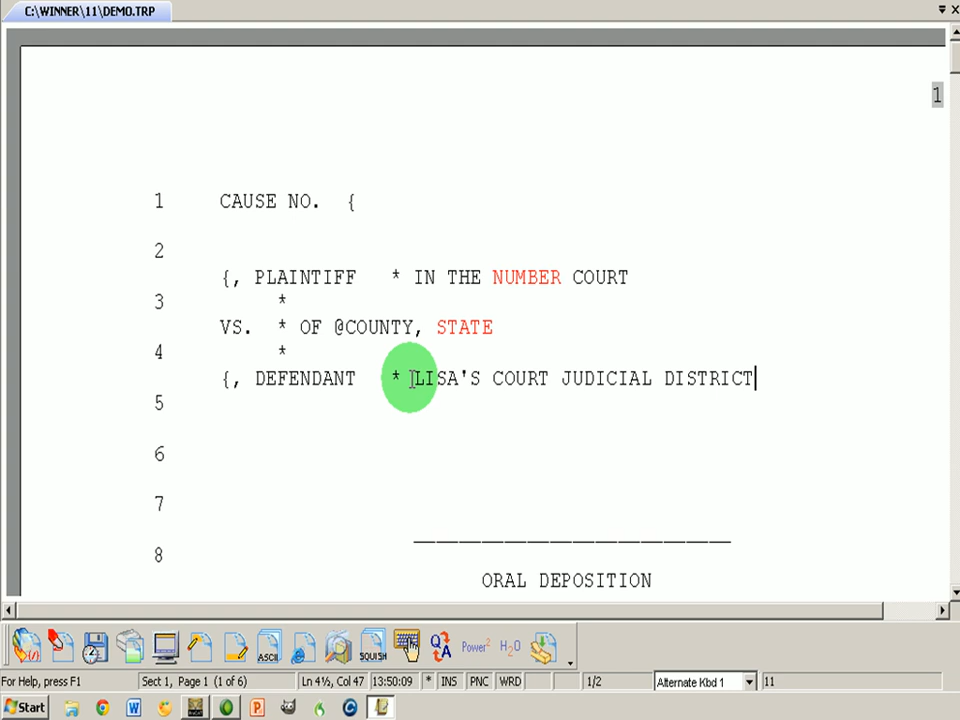 C:\WINNER\11\DEMO.TRP
1
1 CAUSE NO. {
2
{, PLAINTIFF * IN THE NUMBER COURT
3 *
VS. * OF @COUNTY, STATE
4 *
{, DEFENDANT * LISA'S COURT JUDICIAL DISTRICT
5
6
7
____________________________
8
ORAL DEPOSITION
ASCII SQUISH Q A Power² H²O
For Help, press F1 Sect 1, Page 1 (1 of 6) Ln 4½, Col 47 13:50:09 * INS PNC WRD 1/2 Alternate Kbd 1 11
Start